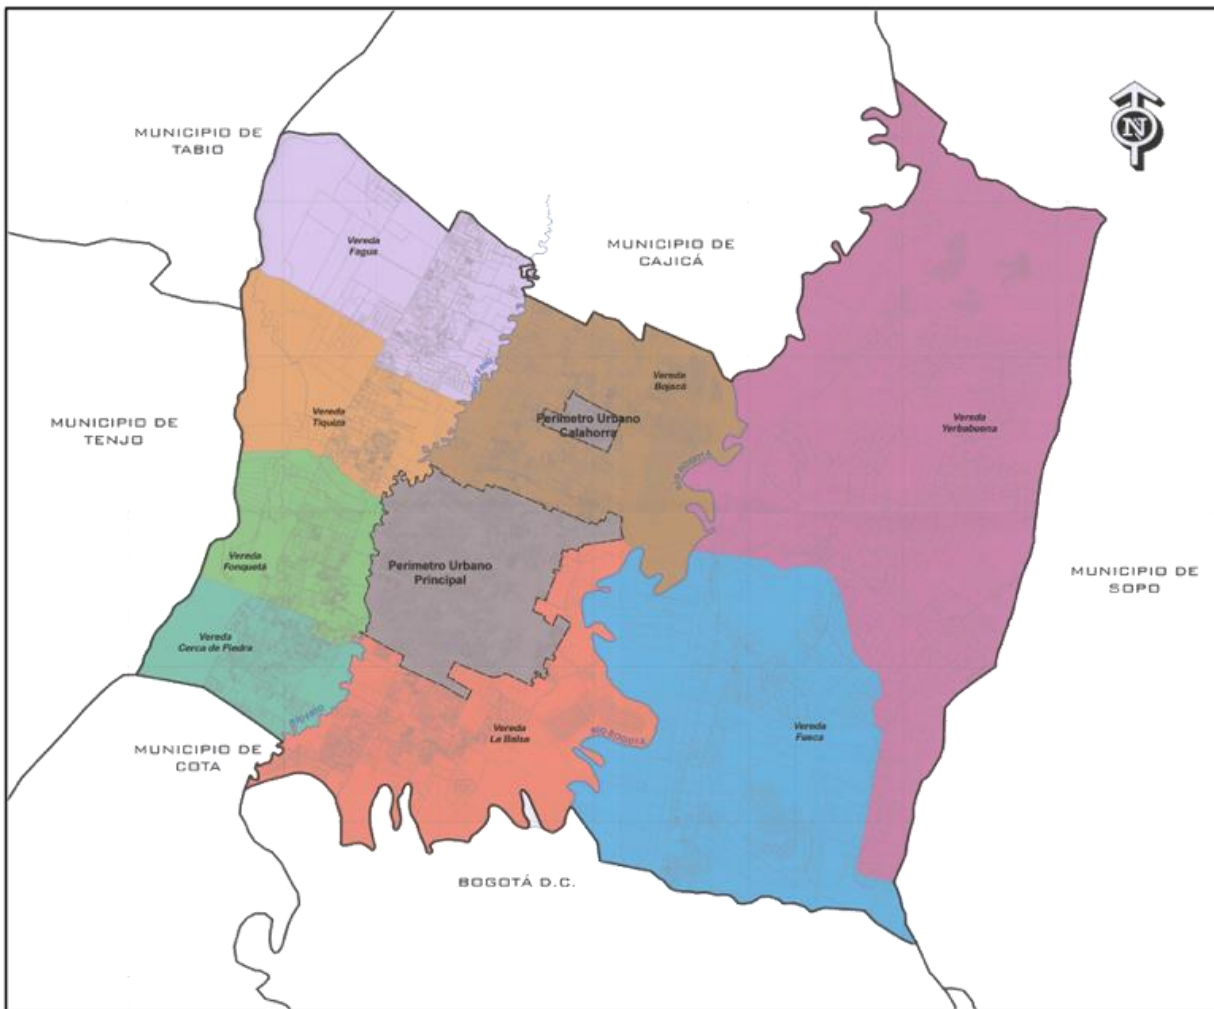 MUNICIPIO DE
TABIO
N
MUNICIPIO DE
CAJICÁ
Vereda
Fagua
Vereda
Bojacá
Perimetro Urbano
Calahorra
Vereda
Tiquiza
MUNICIPIO DE
TENJO
Vereda
Yerbabuena
Vereda
Fonquetá
Perimetro Urbano
Principal
MUNICIPIO DE
SOPO
Vereda
Cerca de Piedra
Vereda
La Balsa
RIO BOGOTÁ
Vereda
Fusca
MUNICIPIO DE
COTA
BOGOTÁ D.C.